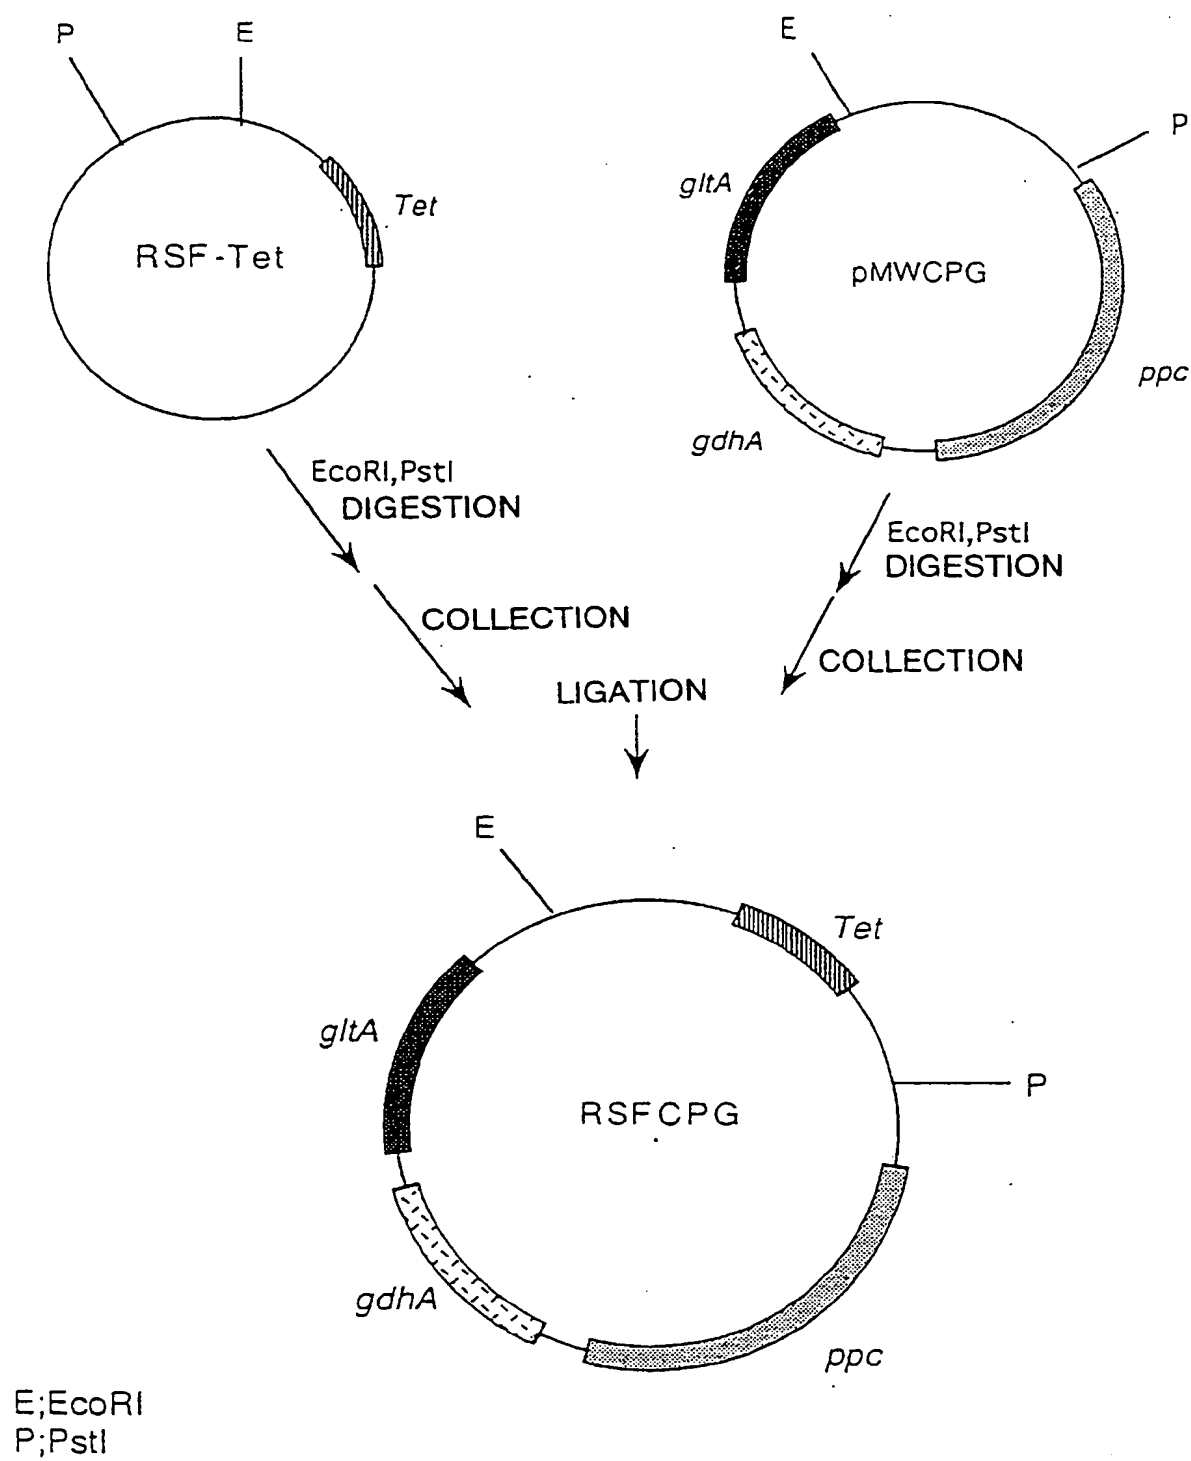 P
E
Tet
RSF-Tet
E
P
gltA
pMWCPG
ppc
gdhA
EcoRI,PstI
DIGESTION
COLLECTION
EcoRI,PstI
DIGESTION
COLLECTION
LIGATION
E
Tet
gltA
P
RSFCPG
gdhA
ppc
E;EcoRI
P;PstI